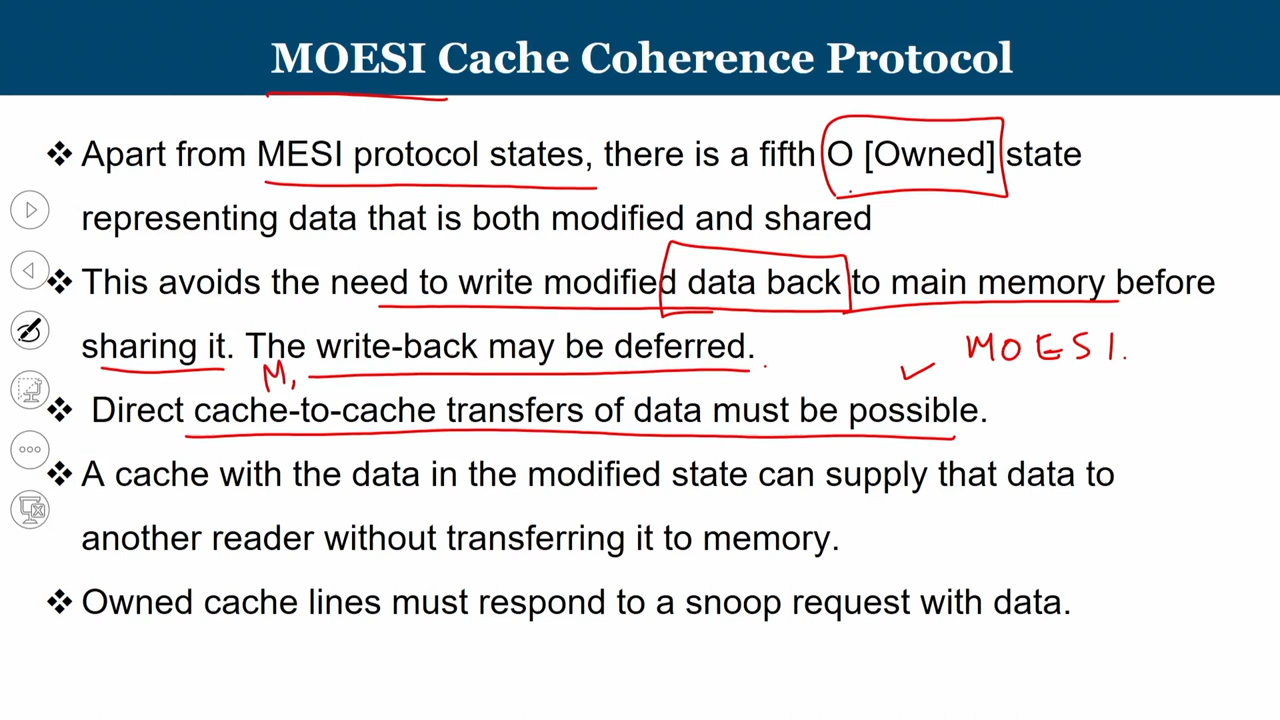 MOESI Cache Coherence Protocol
❖ Apart from MESI protocol states, there is a fifth O [Owned] state
representing data that is both modified and shared
❖ This avoids the need to write modified data back to main memory before
sharing it. The write-back may be deferred.
MOESI.
M,
❖ Direct cache-to-cache transfers of data must be possible.
❖ A cache with the data in the modified state can supply that data to
another reader without transferring it to memory.
❖ Owned cache lines must respond to a snoop request with data.